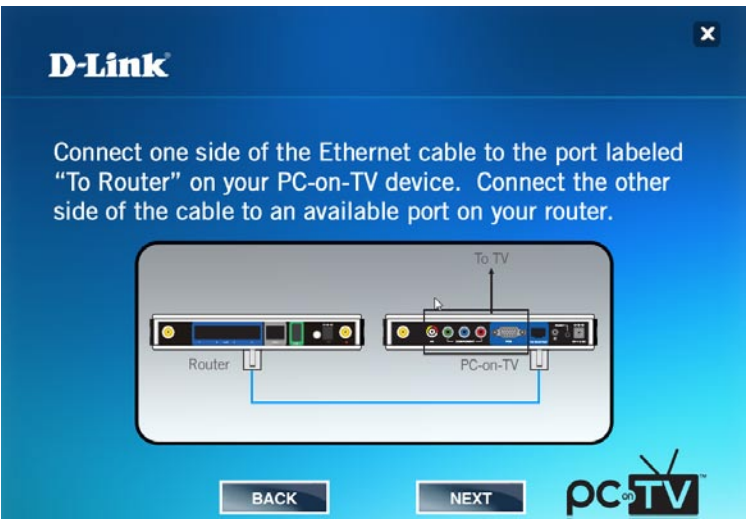 D-Link
Connect one side of the Ethernet cable to the port labeled
“To Router” on your PC-on-TV device.  Connect the other
side of the cable to an available port on your router.
To TV
Router
PC-on-TV
BACK
NEXT
pc on TV